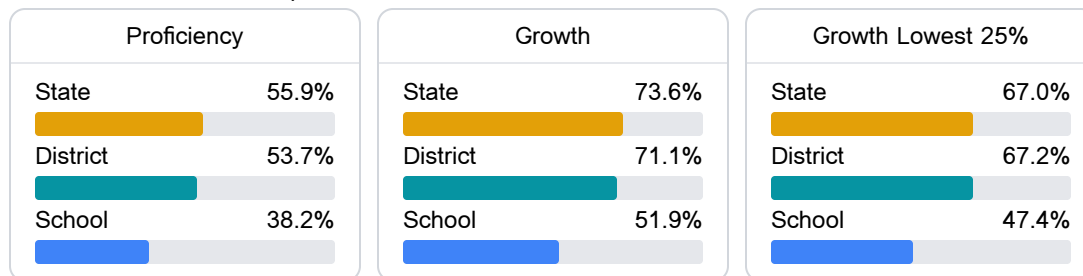 Proficiency
State 55.9%
District 53.7%
School 38.2%
Growth
State 73.6%
District 71.1%
School 51.9%
Growth Lowest 25%
State 67.0%
District 67.2%
School 47.4%